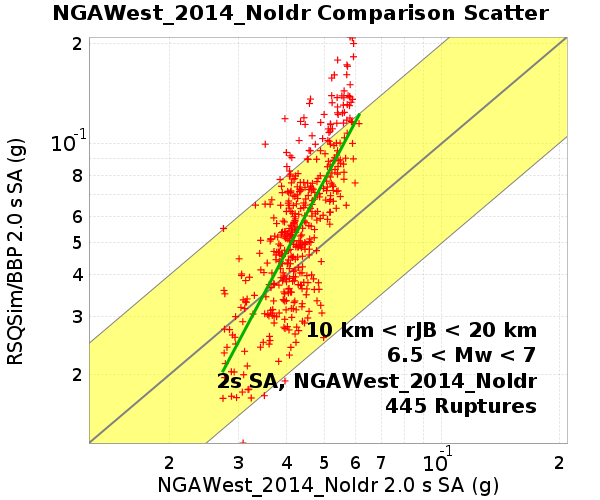 NGAWest_2014_NoIdr Comparison Scatter
2
10-1
8
6
5
4
3
2
RSQSim/BBP 2.0 s SA (g)
10 km < rJB < 20 km
6.5 < Mw < 7
2s SA, NGAWest_2014_NoIdr
445 Ruptures
2 3 4 5 6 7 10-1 2
NGAWest_2014_NoIdr 2.0 s SA (g)